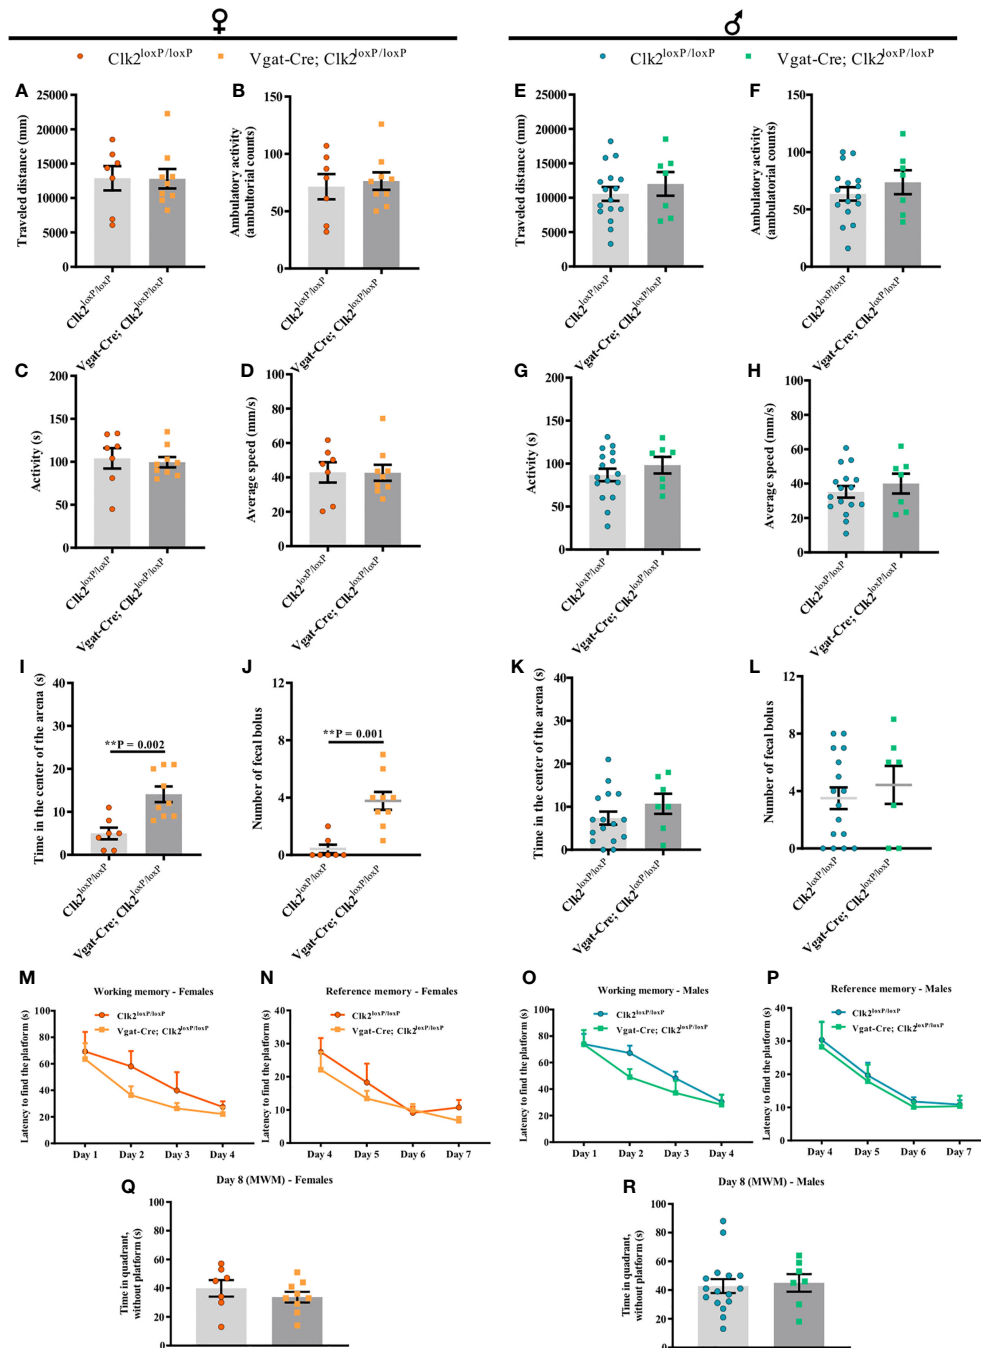 ♀
♂
Clk2loxP/loxP Vgat-Cre; Clk2loxP/loxP
Clk2loxP/loxP Vgat-Cre; Clk2loxP/loxP
A
Traveled distance (mm)
25000
20000
15000
10000
5000
0
Clk2loxP/loxP
Vgat-Cre; Clk2loxP/loxP
B
Ambulatory activity
(ambultorial counts)
150
100
50
0
Clk2loxP/loxP
Vgat-Cre; Clk2loxP/loxP
E
Traveled distance (mm)
25000
20000
15000
10000
5000
0
Clk2loxP/loxP
Vgat-Cre; Clk2loxP/loxP
F
Ambulatory activity
(ambulatorial counts)
150
100
50
0
Clk2loxP/loxP
Vgat-Cre; Clk2loxP/loxP
C
Activity (s)
200
150
100
50
0
Clk2loxP/loxP
Vgat-Cre; Clk2loxP/loxP
D
Average speed (mm/s)
100
80
60
40
20
0
Clk2loxP/loxP
Vgat-Cre; Clk2loxP/loxP
G
Activity (s)
200
150
100
50
0
Clk2loxP/loxP
Vgat-Cre; Clk2loxP/loxP
H
Average speed (mm/s)
100
80
60
40
20
0
Clk2loxP/loxP
Vgat-Cre; Clk2loxP/loxP
I
Time in the center of the arena (s)
40
30
20
10
0
**P = 0.002
Clk2loxP/loxP
Vgat-Cre; Clk2loxP/loxP
J
Number of fecal bolus
12
8
4
0
**P = 0.001
Clk2loxP/loxP
Vgat-Cre; Clk2loxP/loxP
K
Time in the center of the arena (s)
40
30
20
10
0
Clk2loxP/loxP
Vgat-Cre; Clk2loxP/loxP
L
Number of fecal bolus
12
8
4
0
Clk2loxP/loxP
Vgat-Cre; Clk2loxP/loxP
M
Working memory - Females
Latency to find the platform (s)
100
80
60
40
20
0
Clk2loxP/loxP
Vgat-Cre; Clk2loxP/loxP
Day 1 Day 2 Day 3 Day 4
N
Reference memory - Females
Latency to find the platform (s)
40
30
20
10
0
Clk2loxP/loxP
Vgat-Cre; Clk2loxP/loxP
Day 4 Day 5 Day 6 Day 7
O
Working memory - Males
Latency to find the platform (s)
100
80
60
40
20
0
Clk2loxP/loxP
Vgat-Cre; Clk2loxP/loxP
Day 1 Day 2 Day 3 Day 4
P
Reference memory - Males
Latency to find the platform (s)
40
30
20
10
0
Clk2loxP/loxP
Vgat-Cre; Clk2loxP/loxP
Day 4 Day 5 Day 6 Day 7
Q
Day 8 (MWM) - Females
Time in quadrant,
without platform (s)
100
80
60
40
20
0
R
Day 8 (MWM) - Males
Time in quadrant,
without platform (s)
100
80
60
40
20
0